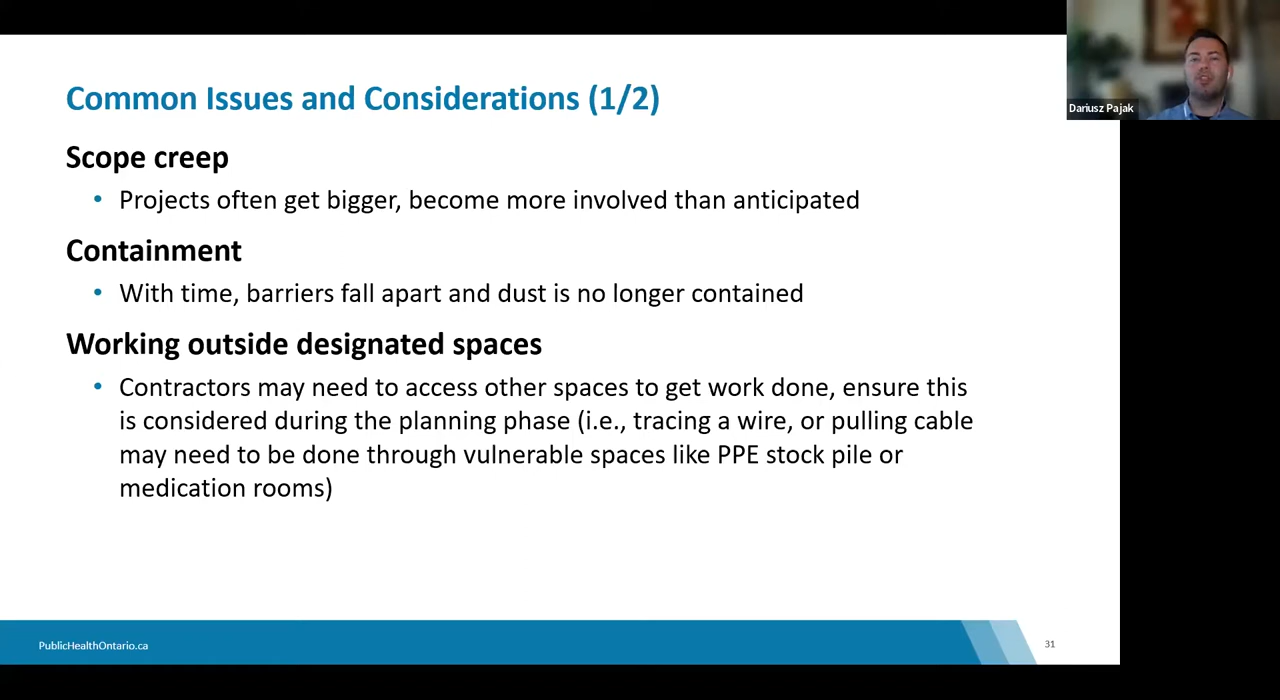 Common Issues and Considerations (1/2)
Dariusz Pajak
Scope creep
• Projects often get bigger, become more involved than anticipated
Containment
• With time, barriers fall apart and dust is no longer contained
Working outside designated spaces
• Contractors may need to access other spaces to get work done, ensure this
is considered during the planning phase (i.e., tracing a wire, or pulling cable
may need to be done through vulnerable spaces like PPE stock pile or
medication rooms)
PublicHealthOntario.ca
31